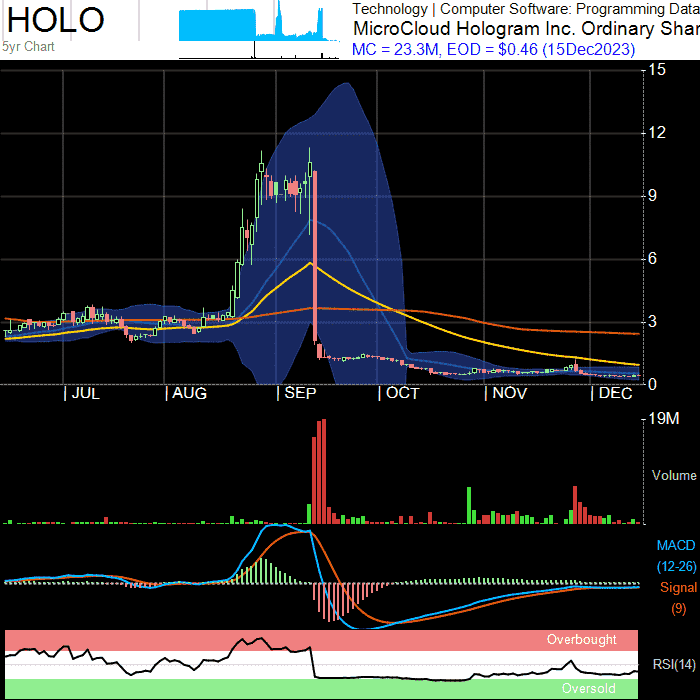 HOLO
5yr Chart
Technology | Computer Software: Programming Data
MicroCloud Hologram Inc. Ordinary Shar
MC = 23.3M, EOD = $0.46 (15Dec2023)
15
12
9
6
3
0
| JUL | AUG | SEP | OCT | NOV | DEC
19M
Volume
MACD
(12-26)
Signal
(9)
Overbought
RSI(14)
Oversold